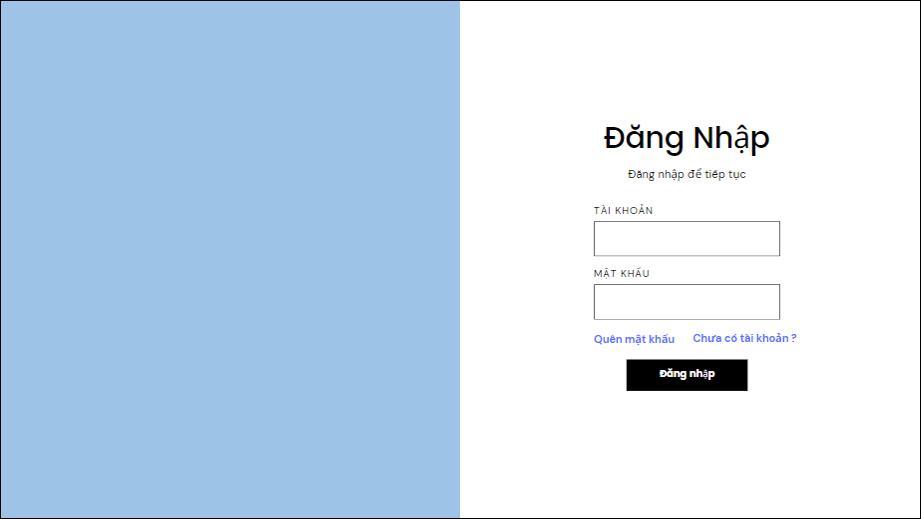 Đăng Nhập
Đăng nhập để tiếp tục
TÀI KHOẢN
MẬT KHẨU
Quên mật khẩu Chưa có tài khoản ?
Đăng nhập